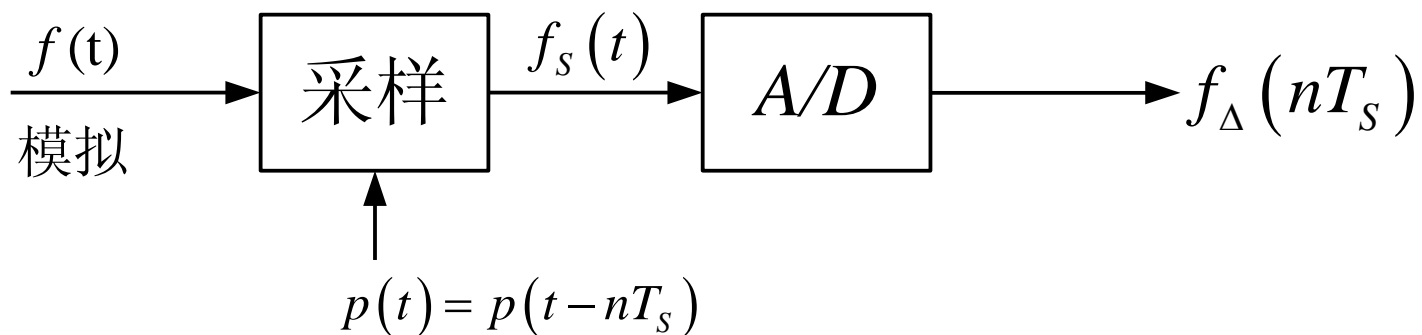 f(t)
模拟
采样
f_S(t)
A/D
f_Δ(nT_S)
p(t) = p(t − nT_S)